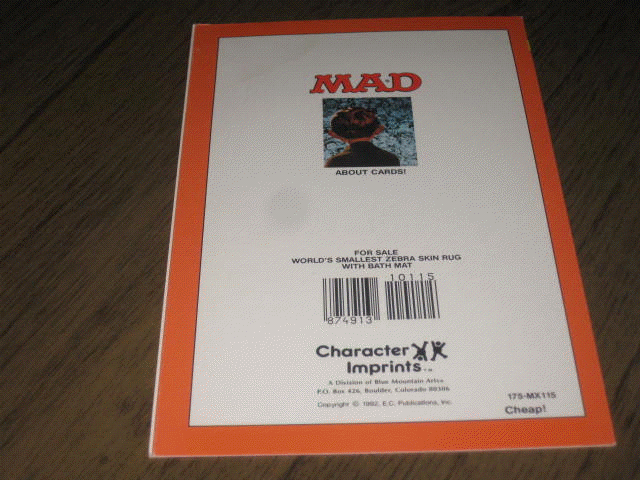 MAD
ABOUT CARDS!
FOR SALE
WORLD'S SMALLEST ZEBRA SKIN RUG
WITH BATH MAT
10115
874913
Character
Imprints™
A Division of Blue Mountain Arts®
P.O. Box 426, Boulder, Colorado 80306
Copyright © 1992, E.C. Publications, Inc.
175-MX115
Cheap!